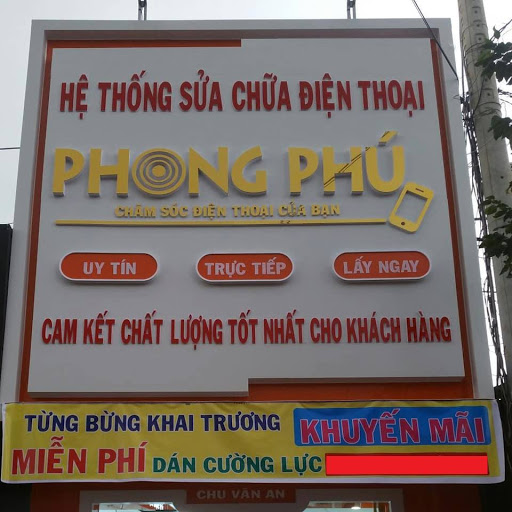 HỆ THỐNG SỬA CHỮA ĐIỆN THOẠI
PHONG PHÚ
CHĂM SÓC ĐIỆN THOẠI CỦA BẠN
UY TÍN TRỰC TIẾP LẤY NGAY
CAM KẾT CHẤT LƯỢNG TỐT NHẤT CHO KHÁCH HÀNG
TỪNG BỪNG KHAI TRƯƠNG KHUYẾN MÃI
MIỄN PHÍ DÁN CƯỜNG LỰC
CHU VĂN AN